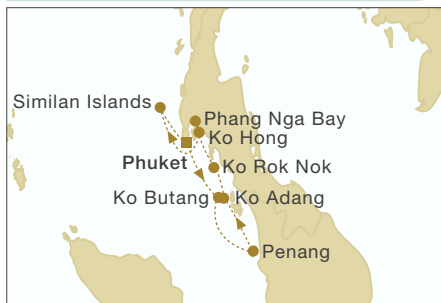 Similan Islands
Phang Nga Bay
Ko Hong
Phuket
Ko Rok Nok
Ko Butang
Ko Adang
Penang